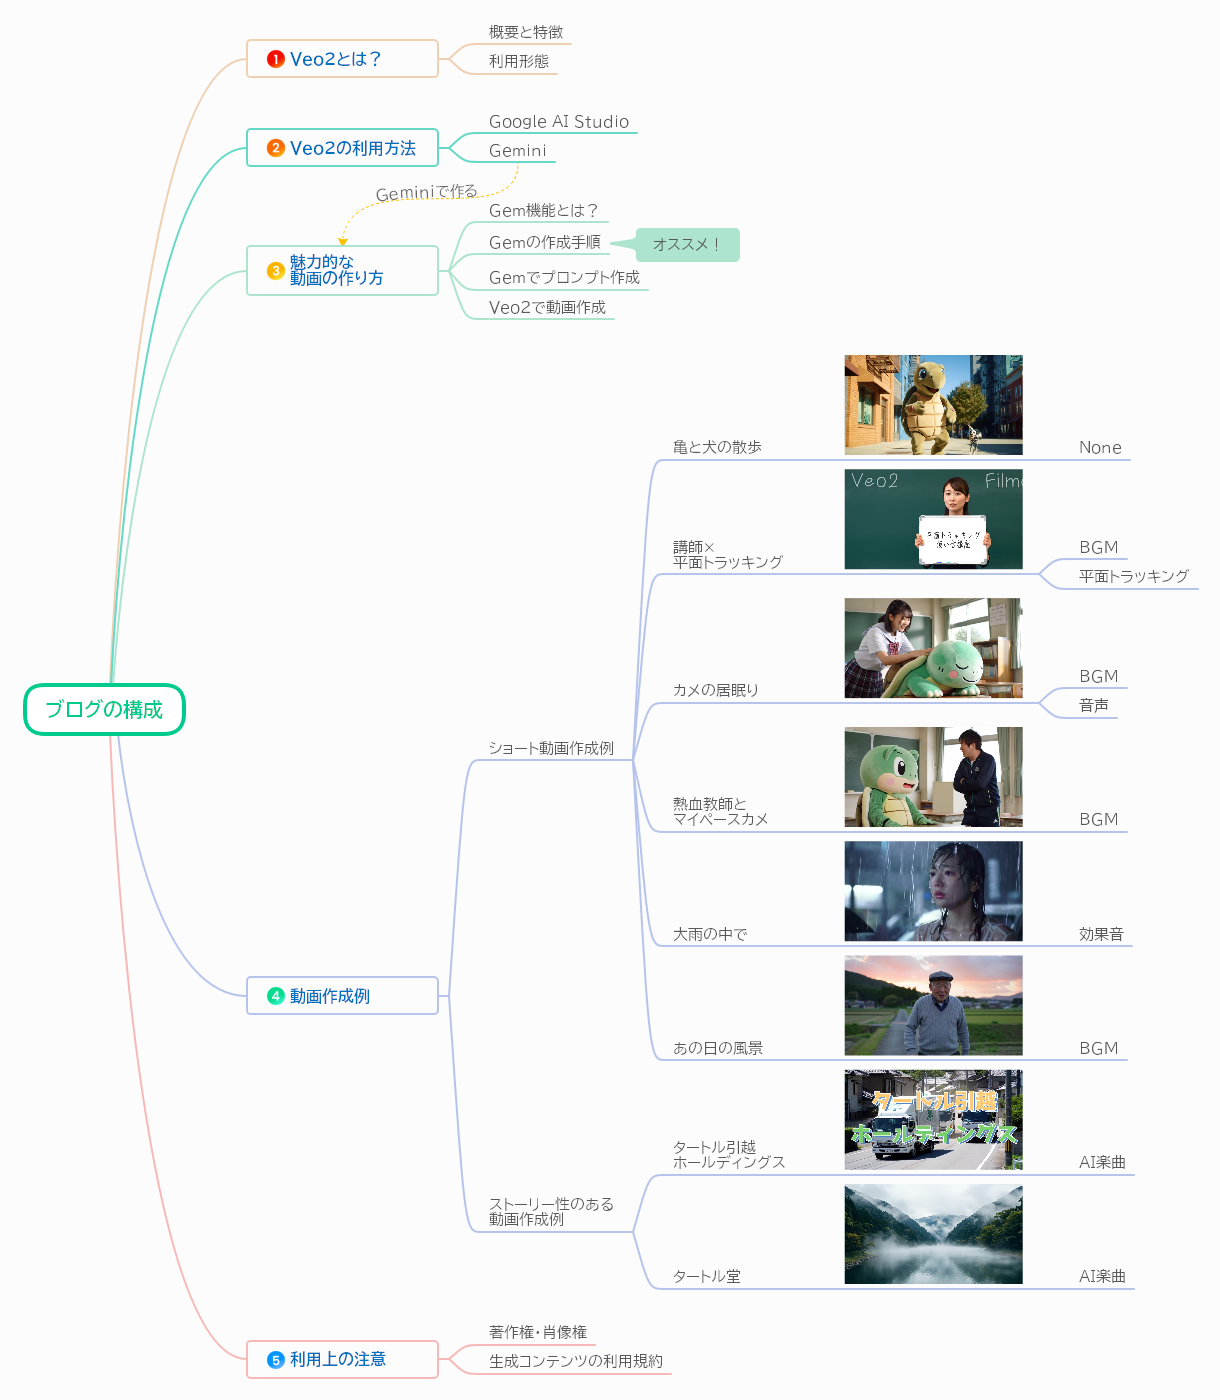 概要と特徴
1 Veo2とは？
利用形態
Google AI Studio
2 Veo2の利用方法
Gemini
Geminiで作る
Gem機能とは？
Gemの作成手順
オススメ！
3 魅力的な
動画の作り方
Gemでプロンプト作成
Veo2で動画作成
亀と犬の散歩
None
Veo2
講師×
平面トラッキング
平面トラッキング
使い方講座
BGM
平面トラッキング
カメの居眠り
BGM
音声
ブログの構成
ショート動画作成例
熱血教師と
マイペースカメ
BGM
大雨の中で
効果音
4 動画作成例
あの日の風景
BGM
タートル引越
ホールディングス
タートル引越
ホールディングス
AI楽曲
ストーリー性のある
動画作成例
タートル堂
AI楽曲
著作権・肖像権
5 利用上の注意
生成コンテンツの利用規約